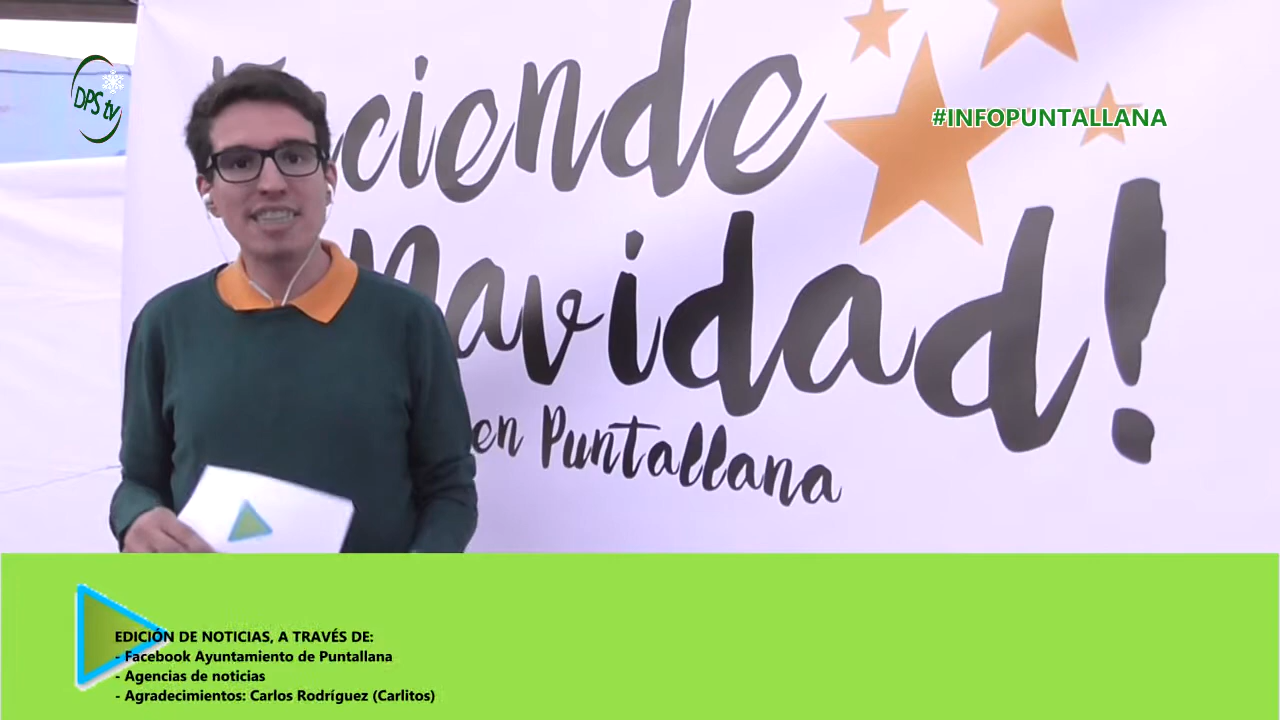 DPS tv
#INFOPUNTALLANA
ciende
Navidad!
en Puntallana
EDICIÓN DE NOTICIAS, A TRAVÉS DE:
- Facebook Ayuntamiento de Puntallana
- Agencias de noticias
- Agradecimientos: Carlos Rodríguez (Carlitos)